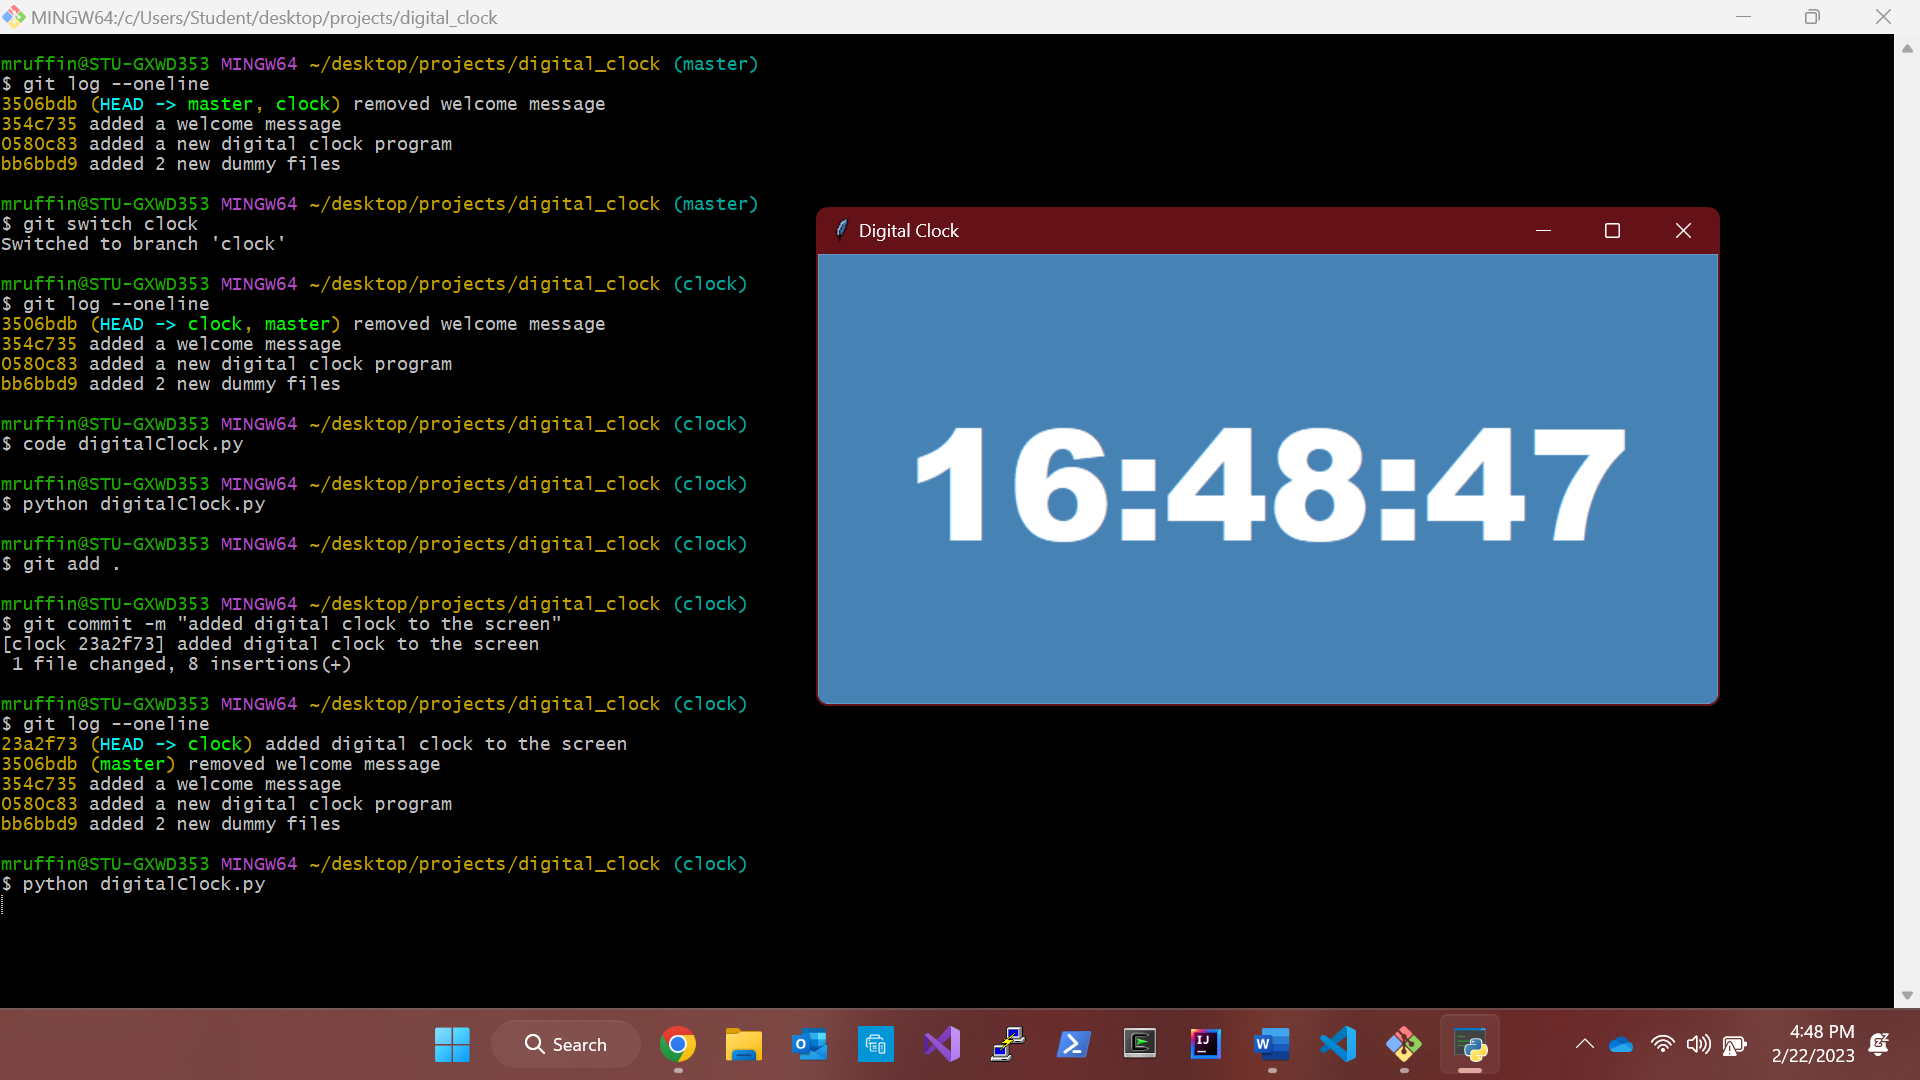 MINGW64:/c/Users/Student/desktop/projects/digital_clock
mruffin@STU-GXWD353 MINGW64 ~/desktop/projects/digital_clock (master)
$ git log --oneline
3506bdb (HEAD -> master, clock) removed welcome message
354c735 added a welcome message
0580c83 added a new digital clock program
bb6bbd9 added 2 new dummy files
mruffin@STU-GXWD353 MINGW64 ~/desktop/projects/digital_clock (master)
$ git switch clock
Switched to branch 'clock'
mruffin@STU-GXWD353 MINGW64 ~/desktop/projects/digital_clock (clock)
$ git log --oneline
3506bdb (HEAD -> clock, master) removed welcome message
354c735 added a welcome message
0580c83 added a new digital clock program
bb6bbd9 added 2 new dummy files
mruffin@STU-GXWD353 MINGW64 ~/desktop/projects/digital_clock (clock)
$ code digitalClock.py
mruffin@STU-GXWD353 MINGW64 ~/desktop/projects/digital_clock (clock)
$ python digitalClock.py
mruffin@STU-GXWD353 MINGW64 ~/desktop/projects/digital_clock (clock)
$ git add .
mruffin@STU-GXWD353 MINGW64 ~/desktop/projects/digital_clock (clock)
$ git commit -m "added digital clock to the screen"
[clock 23a2f73] added digital clock to the screen
1 file changed, 8 insertions(+)
mruffin@STU-GXWD353 MINGW64 ~/desktop/projects/digital_clock (clock)
$ git log --oneline
23a2f73 (HEAD -> clock) added digital clock to the screen
3506bdb (master) removed welcome message
354c735 added a welcome message
0580c83 added a new digital clock program
bb6bbd9 added 2 new dummy files
mruffin@STU-GXWD353 MINGW64 ~/desktop/projects/digital_clock (clock)
$ python digitalClock.py
Digital Clock
16:48:47
Search
4:48 PM
2/22/2023